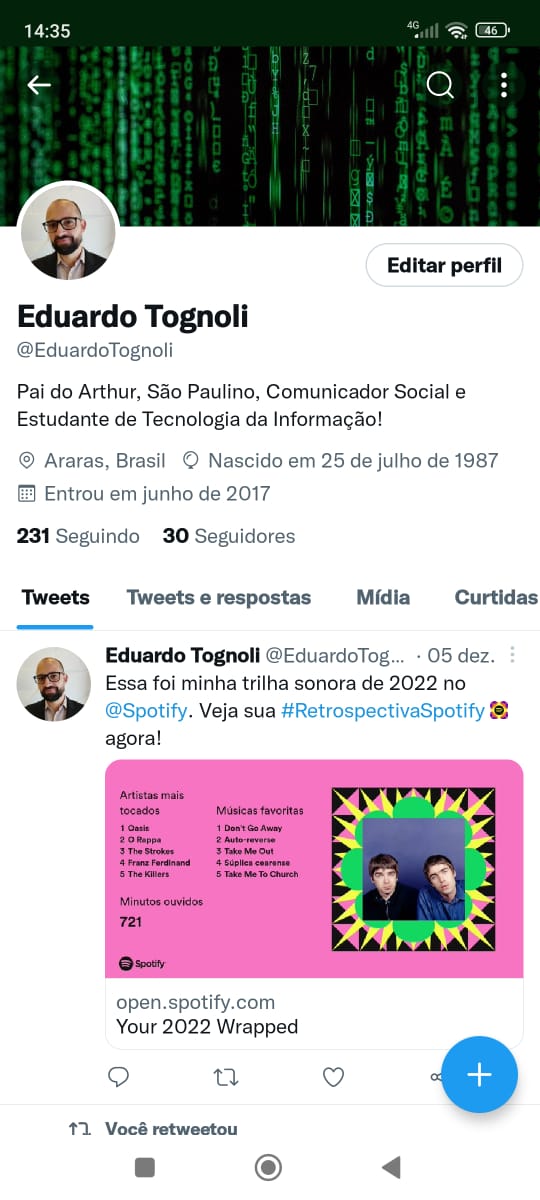 14:35
4G
46
Editar perfil
Eduardo Tognoli
@EduardoTognoli
Pai do Arthur, São Paulino, Comunicador Social e
Estudante de Tecnologia da Informação!
Araras, Brasil Nascido em 25 de julho de 1987
Entrou em junho de 2017
231 Seguindo 30 Seguidores
Tweets Tweets e respostas Mídia Curtidas
Eduardo Tognoli @EduardoTog... · 05 dez.
Essa foi minha trilha sonora de 2022 no
@Spotify. Veja sua #RetrospectivaSpotify
agora!
Artistas mais
tocados
1 Oasis
2 O Rappa
3 The Strokes
4 Franz Ferdinand
5 The Killers
Músicas favoritas
1 Don't Go Away
2 Auto-reverse
3 Take Me Out
4 Súplica cearense
5 Take Me To Church
Minutos ouvidos
721
Spotify
open.spotify.com
Your 2022 Wrapped
Você retweetou